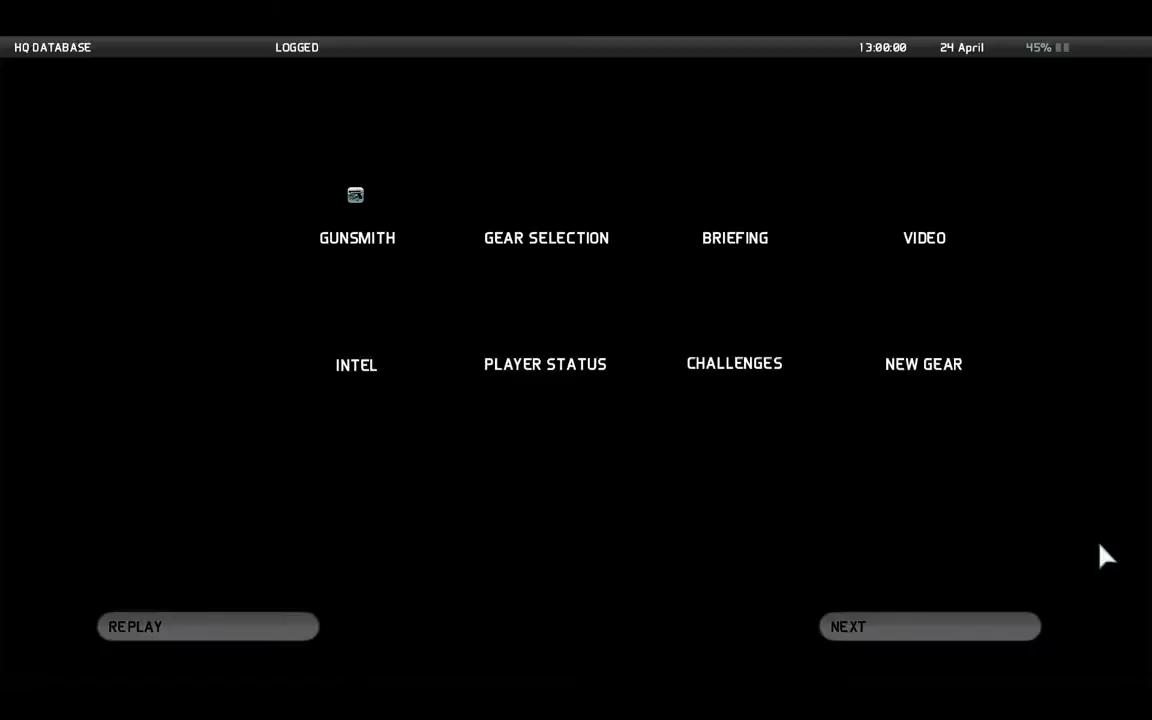 HQ DATABASE LOGGED 13:00:00 24 April 45%
GUNSMITH GEAR SELECTION BRIEFING VIDEO
INTEL PLAYER STATUS CHALLENGES NEW GEAR
REPLAY NEXT